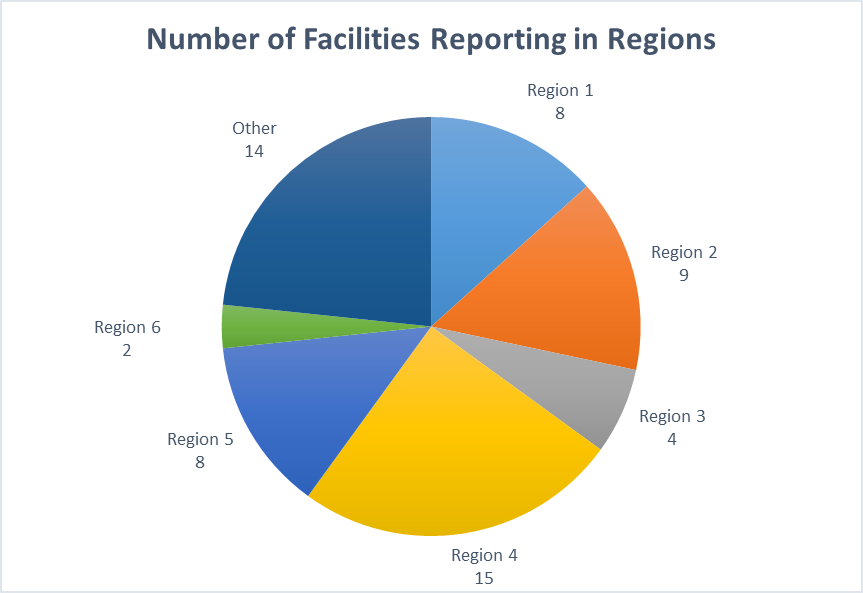 Number of Facilities Reporting in Regions
Region 1
8
Region 2
9
Region 3
4
Region 4
15
Region 5
8
Region 6
2
Other
14